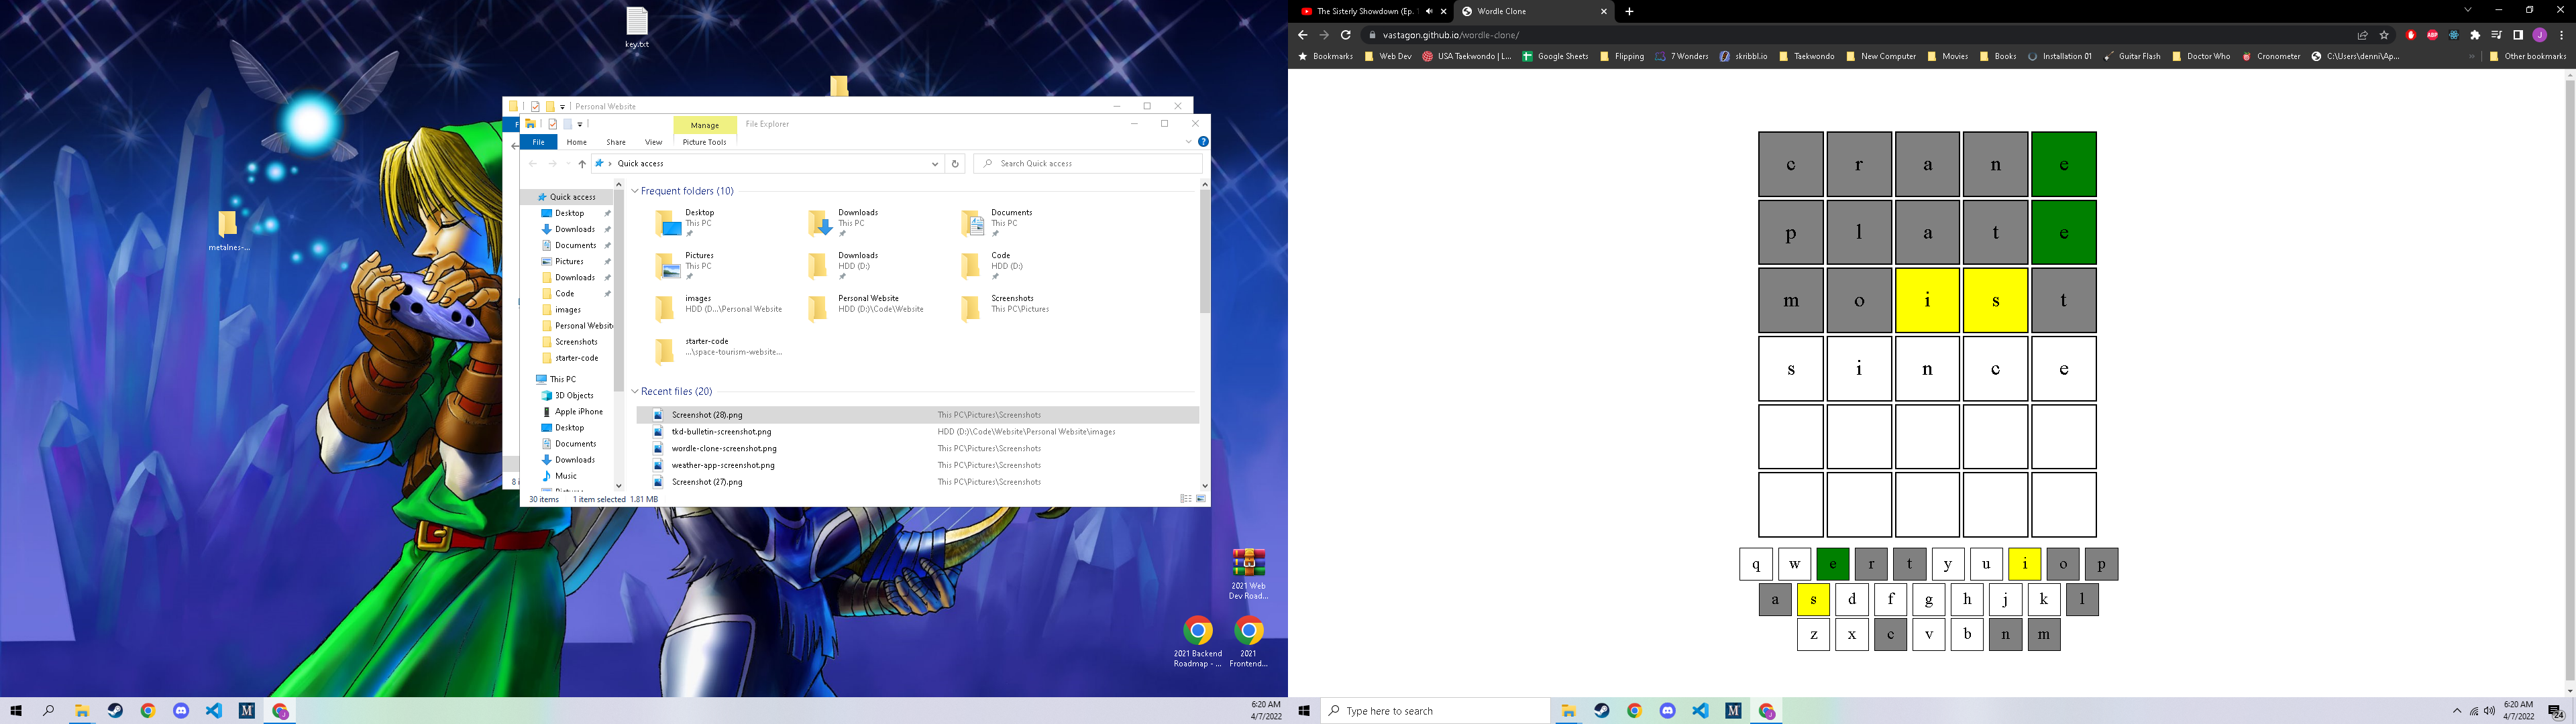 key.txt
metalnes-...
Personal Website
Manage
File Explorer
File
Home
Share
View
Picture Tools
Quick access
Search Quick access
Quick access
Desktop
Downloads
Documents
Pictures
Downloads
Code
images
Personal Website
Screenshots
starter-code
This PC
3D Objects
Apple iPhone
Desktop
Documents
Downloads
Music
Frequent folders (10)
Desktop
This PC
Downloads
This PC
Documents
This PC
Pictures
This PC
Downloads
HDD (D:)
Code
HDD (D:)
images
HDD (D...\Personal Website
Personal Website
HDD (D:)\Code\Website
Screenshots
This PC\Pictures
starter-code
...\space-tourism-website...
Recent files (20)
Screenshot (28).png This PC\Pictures\Screenshots
tkd-bulletin-screenshot.png HDD (D:)\Code\Website\Personal Website\images
wordle-clone-screenshot.png This PC\Pictures\Screenshots
weather-app-screenshot.png This PC\Pictures\Screenshots
Screenshot (27).png This PC\Pictures\Screenshots
30 items 1 item selected 1.81 MB
2021 Web
Dev Road...
2021 Backend
Roadmap - ...
2021
Frontend...
6:20 AM
4/7/2022
The Sisterly Showdown (Ep.
Wordle Clone
vastagon.github.io/wordle-clone/
Bookmarks Web Dev USA Taekwondo | L... Google Sheets Flipping 7 Wonders skribbl.io Taekwondo New Computer Movies Books Installation 01 Guitar Flash Doctor Who Cronometer C:\Users\denni\Ap... » Other bookmarks
c r a n e
p l a t e
m o i s t
s i n c e
q w e r t y u i o p
a s d f g h j k l
z x c v b n m
Type here to search
6:20 AM
4/7/2022
24